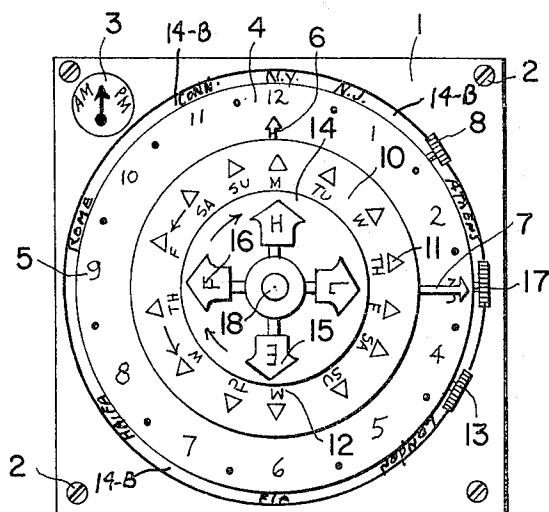 3
14-B
4
6
1
AM PM
2
CONN.
N.Y.
N.J.
14-B
8
ATHENS
7
17
13
LONDON
14-B
HAIFA
2
ROME
5
12
1
2
4
5
6
7
8
9
10
11
14
10
11
12
M
TU
W
TH
F
SA
SU
M
TU
W
TH
F
SA
SU
H
L
E
F
16
18
15